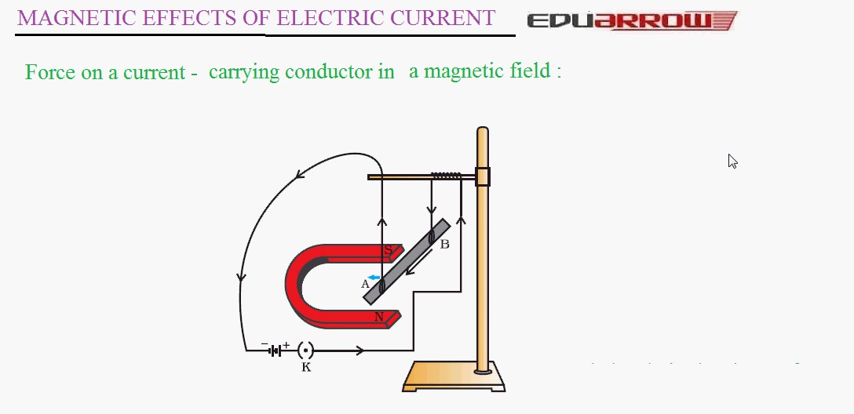 MAGNETIC EFFECTS OF ELECTRIC CURRENT
EDUARROW
Force on a current - carrying conductor in a magnetic field :
S
B
A
N
- +
K